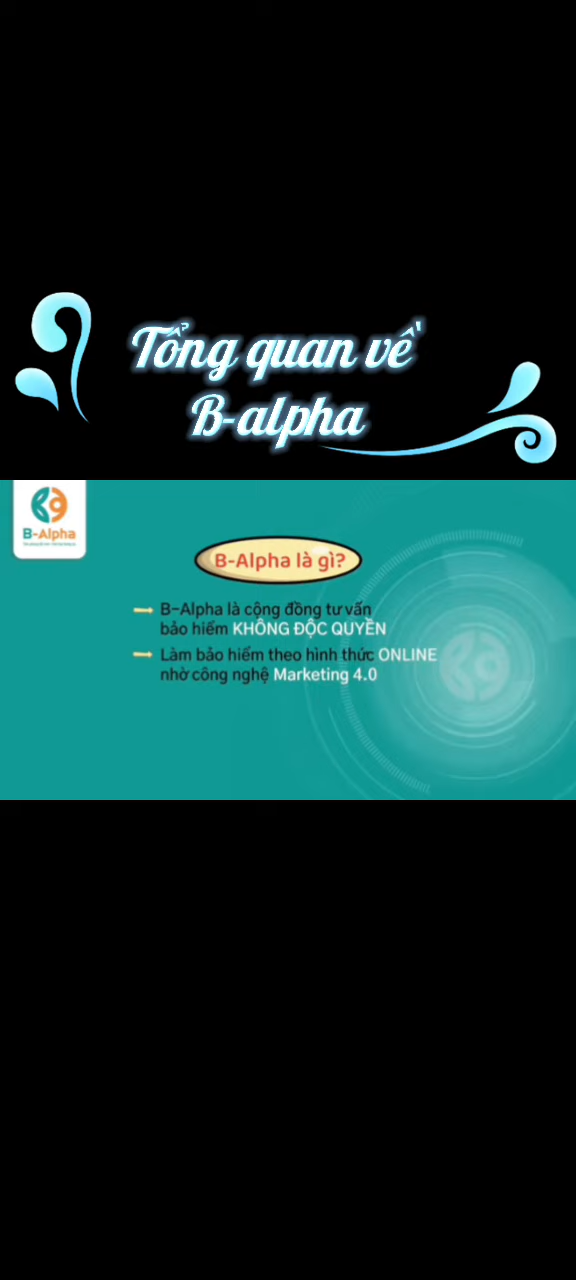 Tổng quan về
B-alpha
B-Alpha
B-Alpha là gì?
B-Alpha là cộng đồng tư vấn
bảo hiểm KHÔNG ĐỘC QUYỀN
Làm bảo hiểm theo hình thức ONLINE
nhờ công nghệ Marketing 4.0